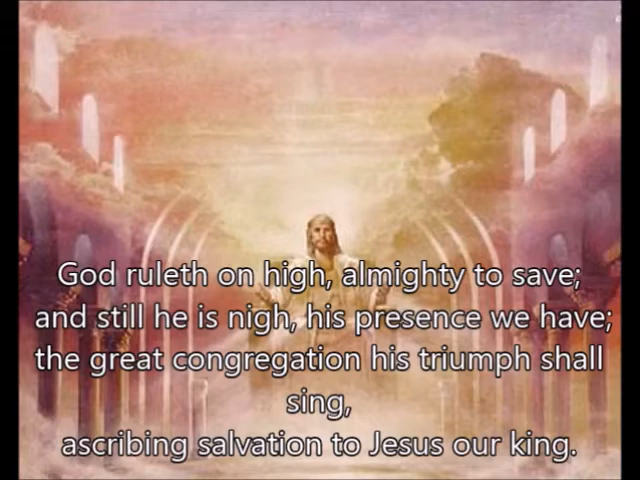 God ruleth on high, almighty to save;
and still he is nigh, his presence we have;
the great congregation his triumph shall
sing,
ascribing salvation to Jesus our king.